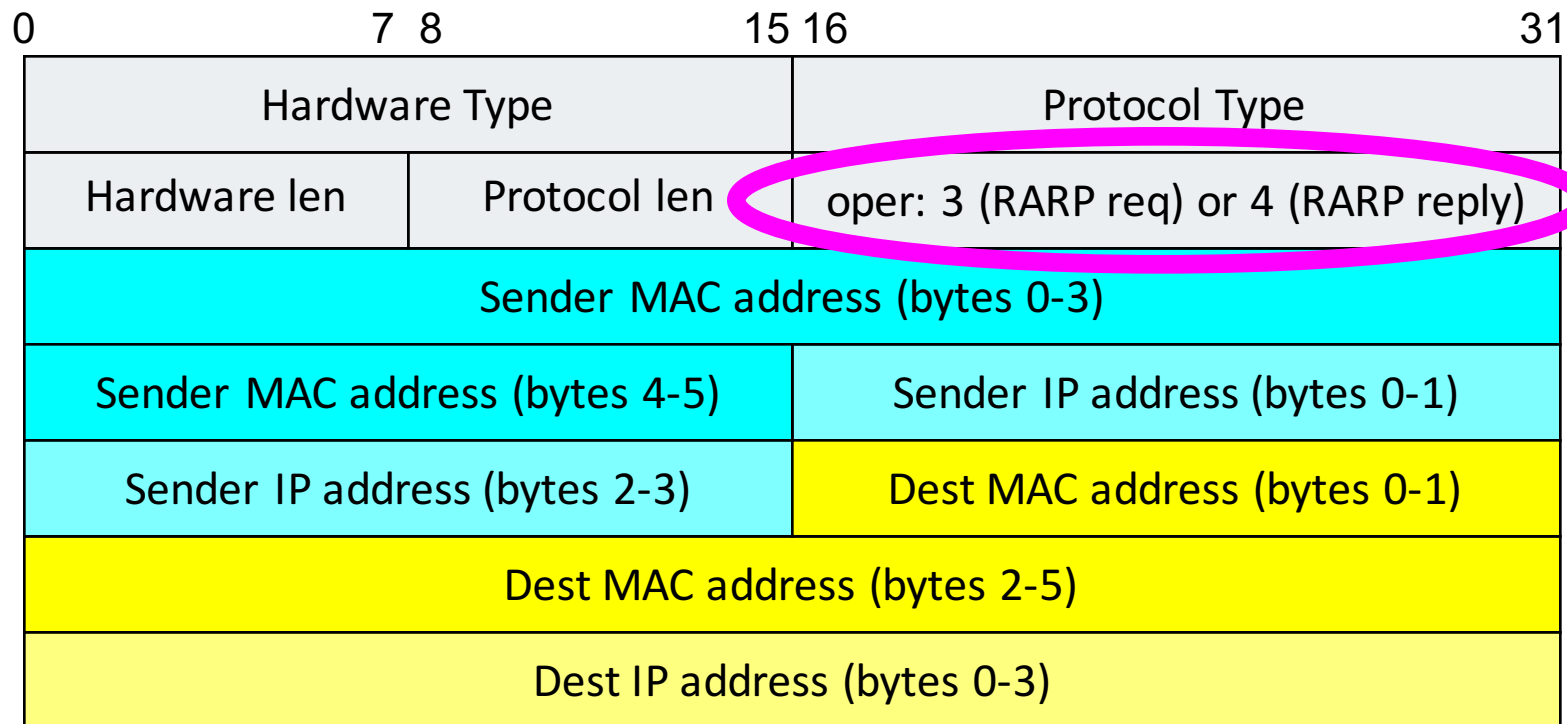 0 7 8 15 16 31
Hardware Type Protocol Type
Hardware len Protocol len oper: 3 (RARP req) or 4 (RARP reply)
Sender MAC address (bytes 0-3)
Sender MAC address (bytes 4-5) Sender IP address (bytes 0-1)
Sender IP address (bytes 2-3) Dest MAC address (bytes 0-1)
Dest MAC address (bytes 2-5)
Dest IP address (bytes 0-3)